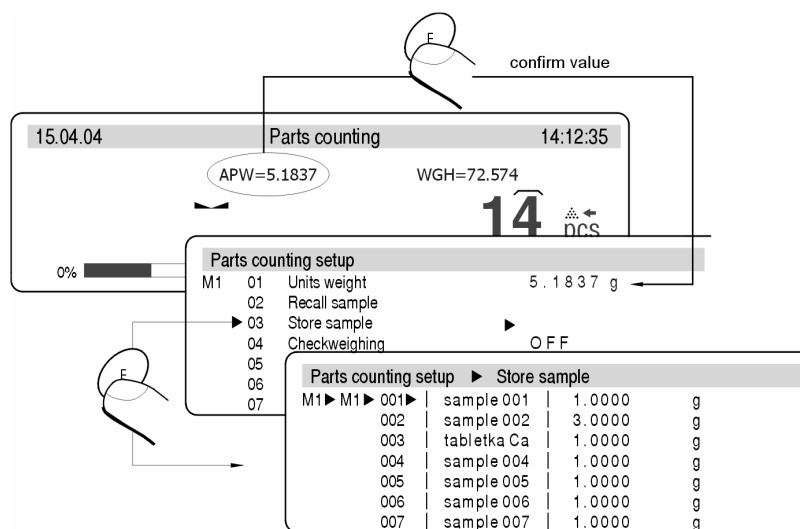 F
confirm value
15.04.04 Parts counting 14:12:35
APW=5.1837 WGH=72.574
14 pcs
0%
Parts counting setup
M1 01 Units weight 5.1837 g
02 Recall sample
03 Store sample
04 Checkweighing OFF
05
06
07
F
Parts counting setup ▶ Store sample
M1▶ M1▶ 001▶ | sample 001 | 1.0000 g
002 | sample 002 | 3.0000 g
003 | tabletka Ca | 1.0000 g
004 | sample 004 | 1.0000 g
005 | sample 005 | 1.0000 g
006 | sample 006 | 1.0000 g
007 | sample 007 | 1.0000 g